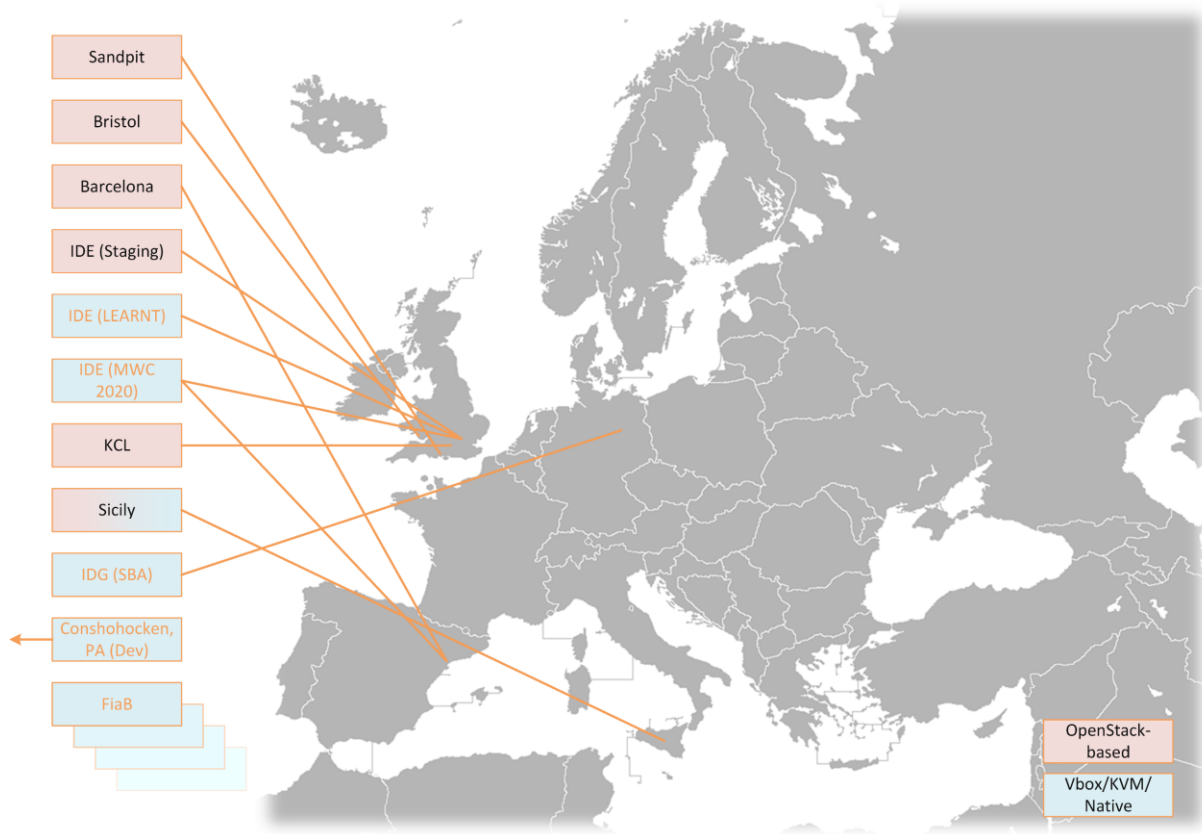 Sandpit
Bristol
Barcelona
IDE (Staging)
IDE (LEARNT)
IDE (MWC
2020)
KCL
Sicily
IDG (SBA)
Conshohocken,
PA (Dev)
FiaB
OpenStack-
based
Vbox/KVM/
Native